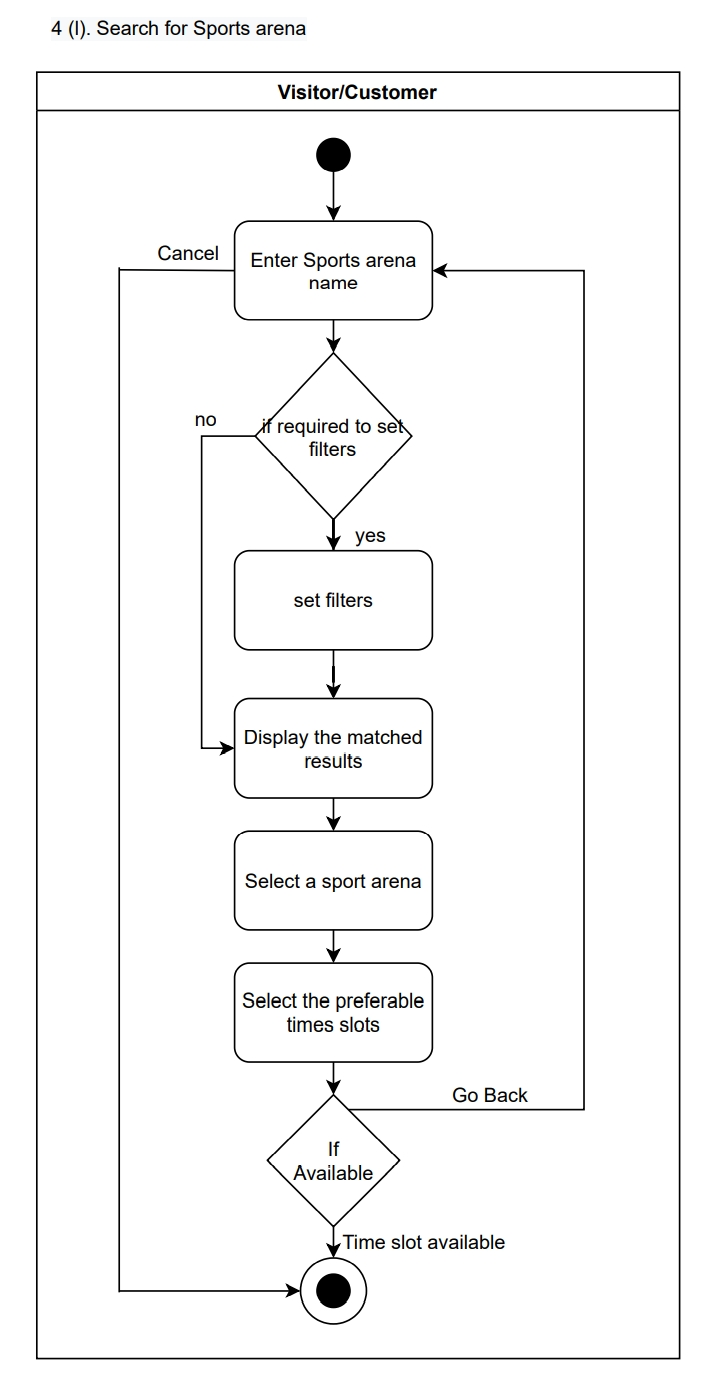 4 (I). Search for Sports arena
Visitor/Customer
Cancel
Enter Sports arena
name
no
if required to set
filters
yes
set filters
Display the matched
results
Select a sport arena
Select the preferable
times slots
Go Back
If
Available
Time slot available